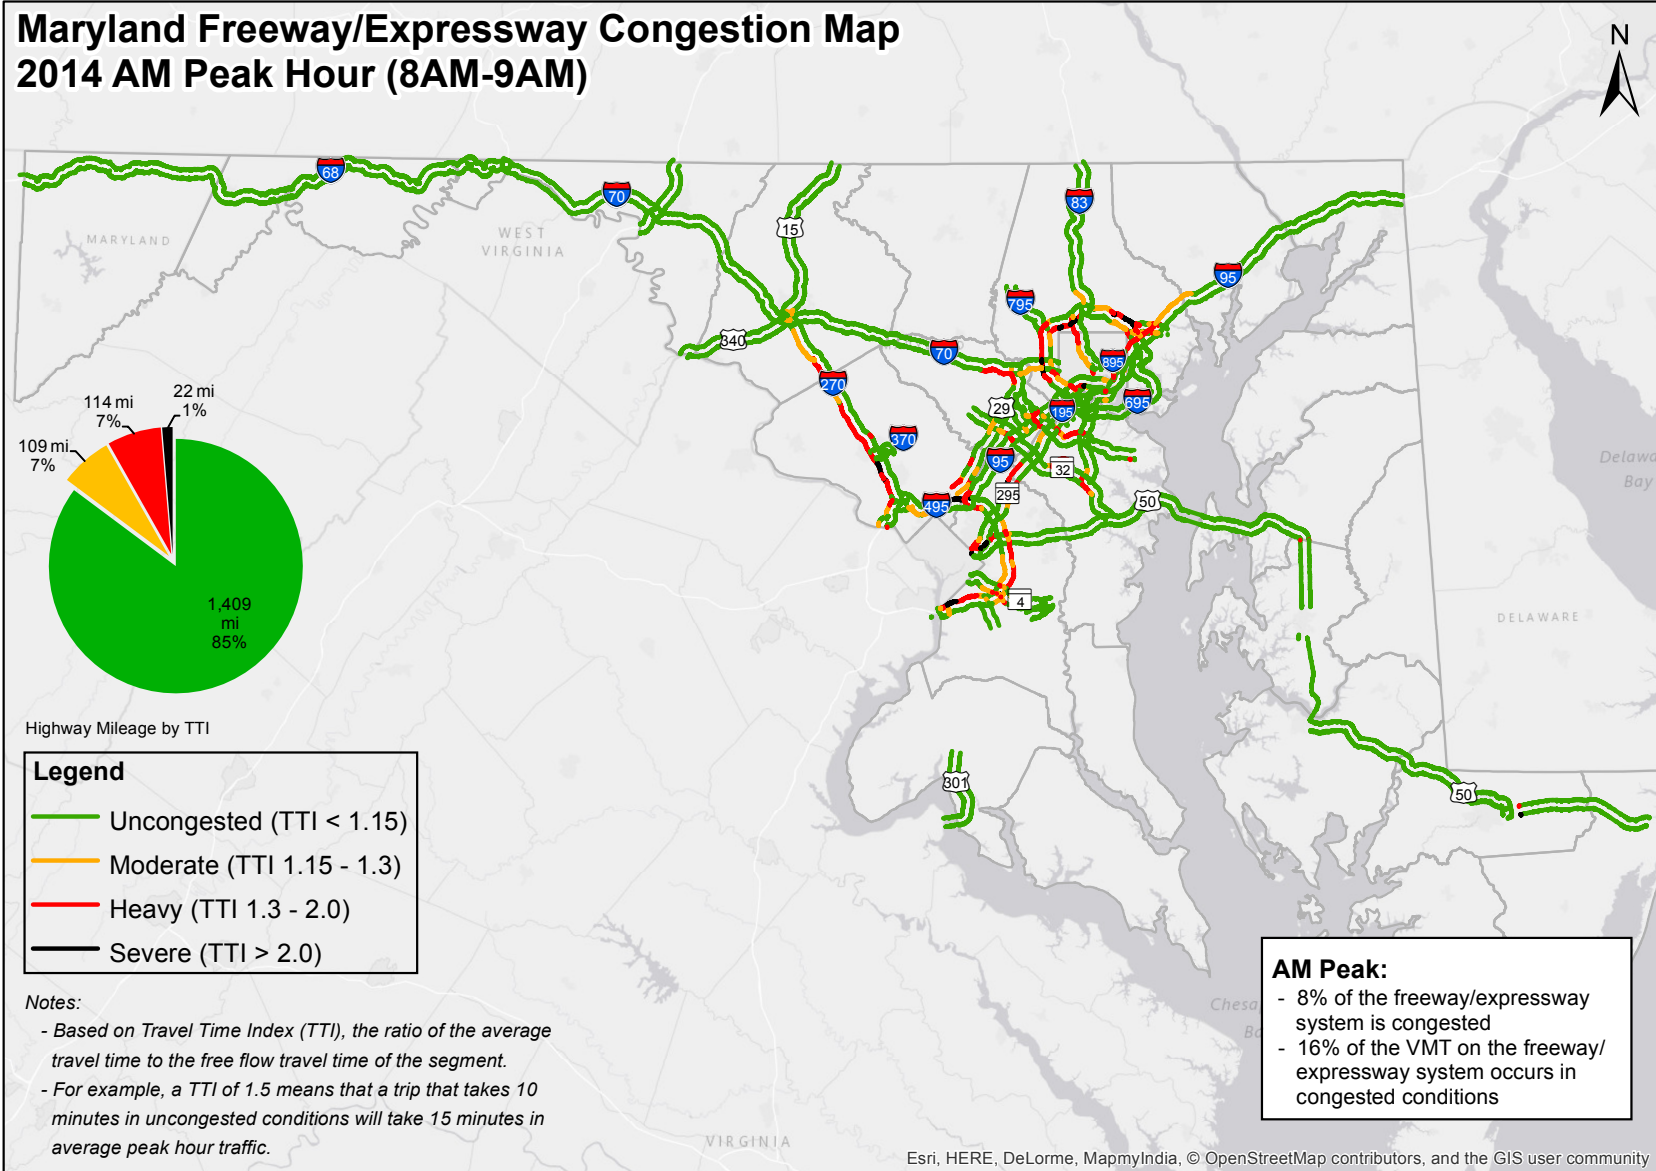 Maryland Freeway/Expressway Congestion Map
2014 AM Peak Hour (8AM-9AM)
N
68
70
83
15
MARYLAND
WEST
VIRGINIA
95
795
340
70
895
270
29
195
695
370
95
32
295
495
50
4
301
50
Delawa
Bay
DELAWARE
22 mi
1%
114 mi
7%
109 mi
7%
1,409
mi
85%
Highway Mileage by TTI
Legend
Uncongested (TTI < 1.15)
Moderate (TTI 1.15 - 1.3)
Heavy (TTI 1.3 - 2.0)
Severe (TTI > 2.0)
Notes:
- Based on Travel Time Index (TTI), the ratio of the average
travel time to the free flow travel time of the segment.
- For example, a TTI of 1.5 means that a trip that takes 10
minutes in uncongested conditions will take 15 minutes in
average peak hour traffic.
VIRGINIA
Chesa
Ba
AM Peak:
- 8% of the freeway/expressway
system is congested
- 16% of the VMT on the freeway/
expressway system occurs in
congested conditions
Esri, HERE, DeLorme, MapmyIndia, © OpenStreetMap contributors, and the GIS user community